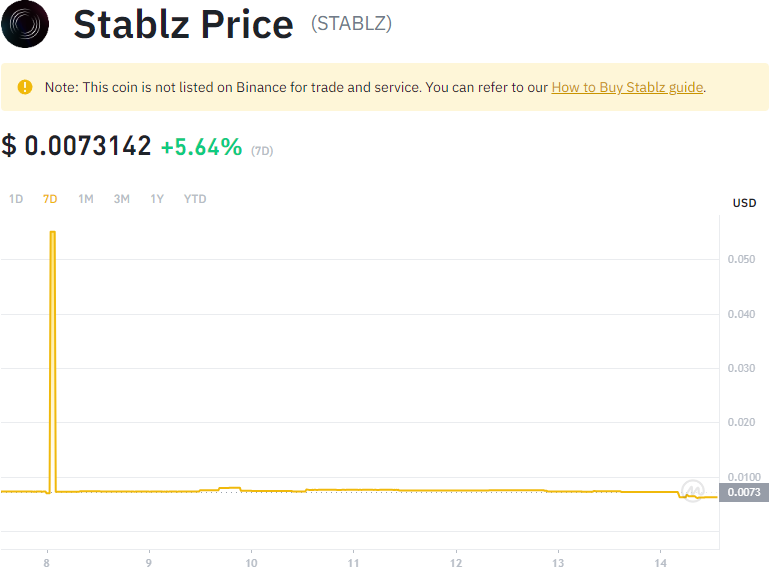 Stablz Price (STABLZ)
Note: This coin is not listed on Binance for trade and service. You can refer to our How to Buy Stablz guide.
$ 0.0073142 +5.64% (7D)
1D 7D 1M 3M 1Y YTD
USD
0.050
0.040
0.030
0.020
0.0100
0.0073
8 9 10 11 12 13 14